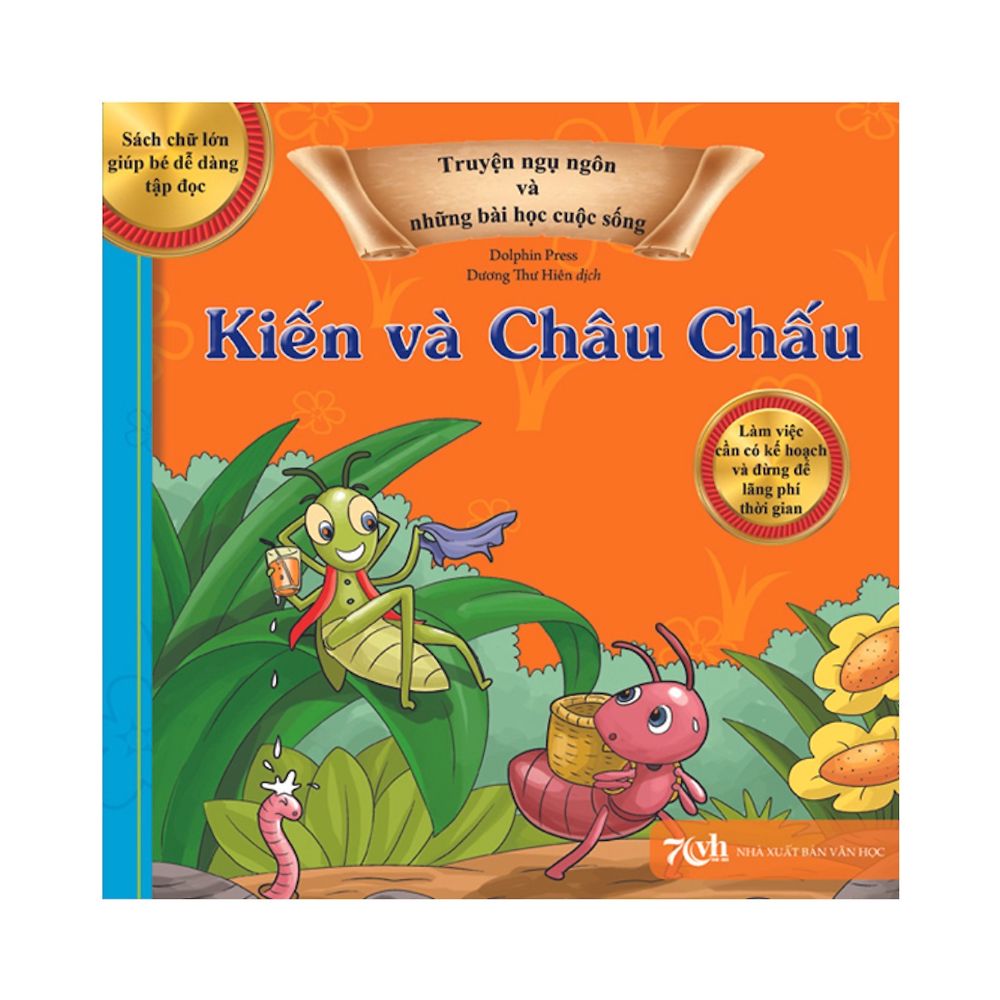 Sách chữ lớn
giúp bé dễ dàng
tập đọc
Truyện ngụ ngôn
và
những bài học cuộc sống
Dolphin Press
Dương Thư Hiên dịch
Kiến và Châu Chấu
Làm việc
cần có kế hoạch
và đừng để
lãng phí
thời gian
70vh NHÀ XUẤT BẢN VĂN HỌC